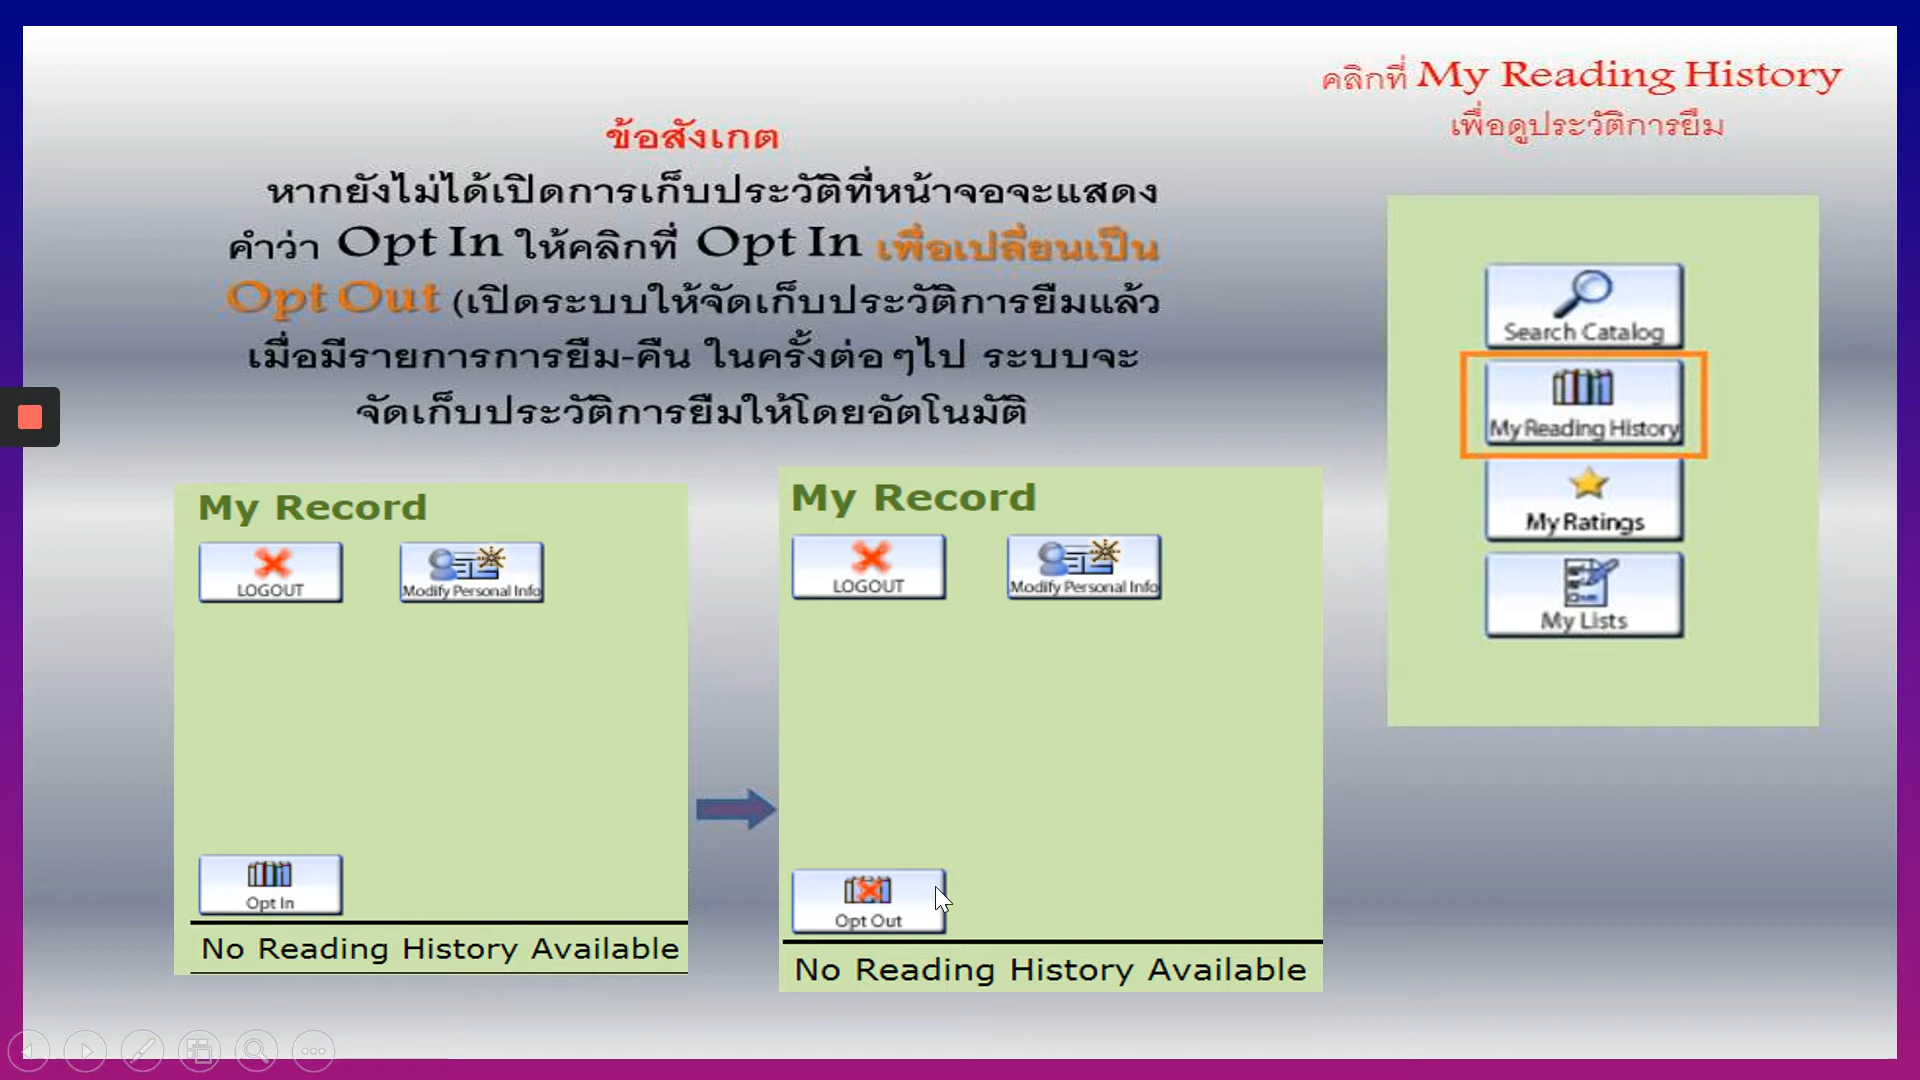 คลิกที่ My Reading History
เพื่อดูประวัติการยืม
ข้อสังเกต
หากยังไม่ได้เปิดการเก็บประวัติที่หน้าจอจะแสดง
คำว่า Opt In ให้คลิกที่ Opt In เพื่อเปลี่ยนเป็น
Opt Out (เปิดระบบให้จัดเก็บประวัติการยืมแล้ว
เมื่อมีรายการการยืม-คืน ในครั้งต่อๆไป ระบบจะ
จัดเก็บประวัติการยืมให้โดยอัตโนมัติ
Search Catalog
My Reading History
My Ratings
My Lists
My Record
LOGOUT
Modify Personal Info
Opt In
No Reading History Available
My Record
LOGOUT
Modify Personal Info
Opt Out
No Reading History Available